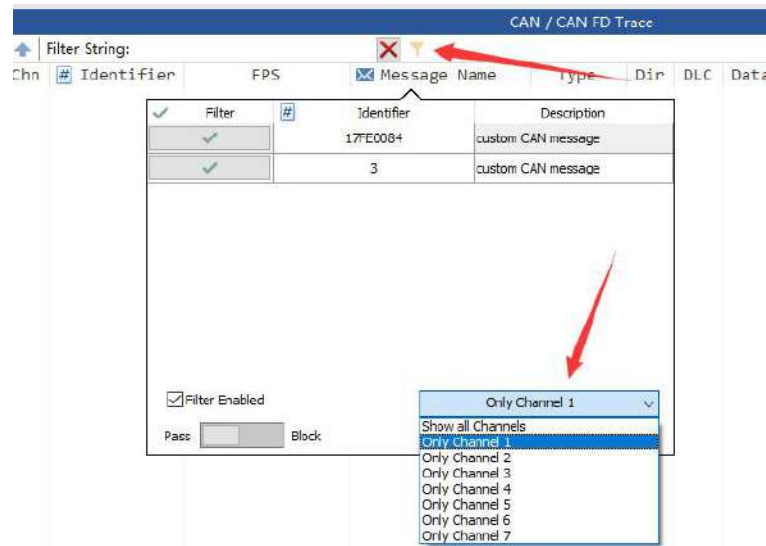 CAN / CAN FD Trace
Filter String:
Chn # Identifier FPS Message Name Type Dir DLC Data
Filter # Identifier Description
17FE0084 custom CAN message
3 custom CAN message
Filter Enabled
Only Channel 1
Pass Block
Show all Channels
Only Channel 1
Only Channel 2
Only Channel 3
Only Channel 4
Only Channel 5
Only Channel 6
Only Channel 7